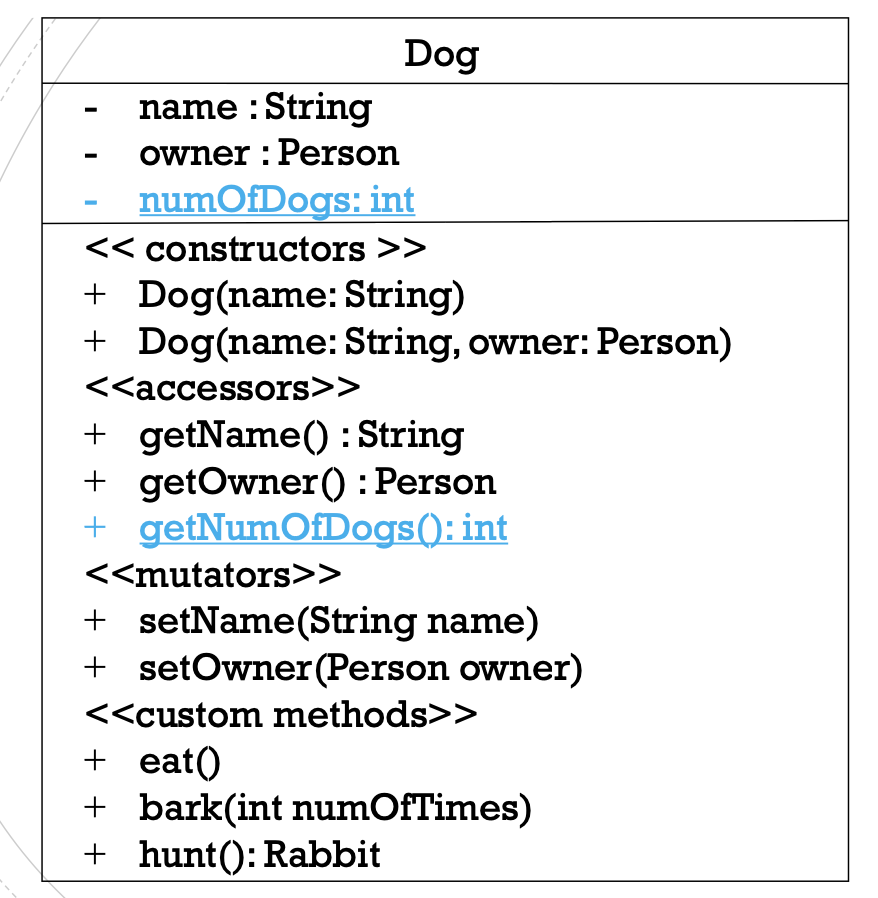 Dog
- name : String
- owner : Person
- numOfDogs: int
<< constructors >>
+ Dog(name: String)
+ Dog(name: String, owner: Person)
<<accessors>>
+ getName() : String
+ getOwner() : Person
+ getNumOfDogs(): int
<<mutators>>
+ setName(String name)
+ setOwner(Person owner)
<<custom methods>>
+ eat()
+ bark(int numOfTimes)
+ hunt(): Rabbit